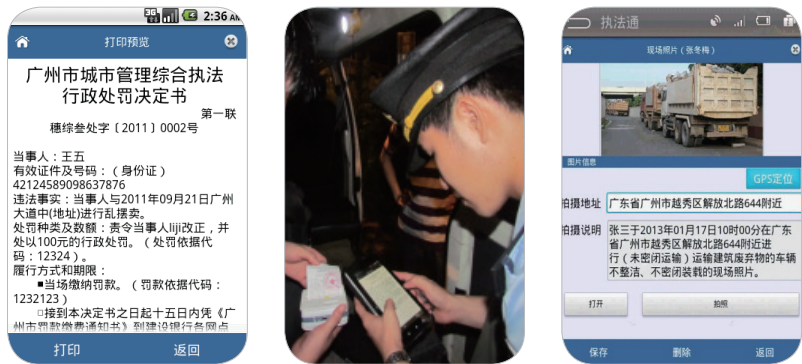 3G
2:36 AM
打印预览
广州市城市管理综合执法
行政处罚决定书
第一联
穗综叁处字〔2011〕0002号
当事人：王五
有效证件及号码：（身份证）
42124589098637876
违法事实：当事人与2011年09月21日广州
大道中(地址)进行乱摆卖。
处罚种类及数额：责令当事人liji改正，并
处以100元的行政处罚。（处罚依据代
码：12324）。
履行方式和期限：
■当场缴纳罚款。（罚款依据代码：
1232123）
□接到本决定书之日起十五日内凭《广
州市罚款缴费通知书》到建设银行各网点
打印
返回
执法通
现场照片（张冬梅）
图片信息
GPS定位
拍摄地址
广东省广州市越秀区解放北路644附近
拍摄说明
张三于2013年01月17日10时00分在广东
省广州市越秀区解放北路644附近进
行（未密闭运输）运输建筑废弃物的车辆
不整洁、不密闭装载的现场照片。
打开
拍照
保存
删除
返回